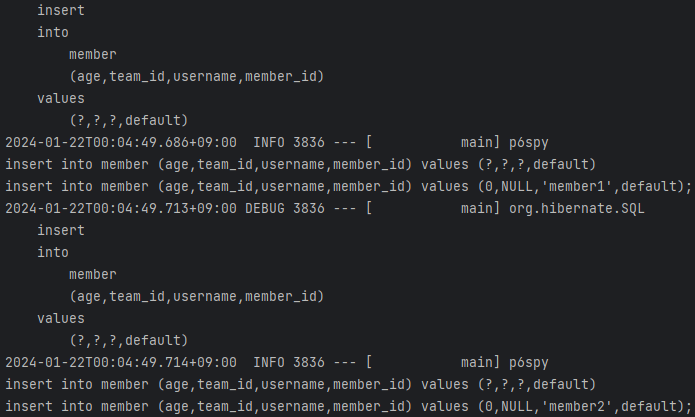 insert
into
member
(age,team_id,username,member_id)
values
(?,?,?,default)
2024-01-22T00:04:49.686+09:00  INFO 3836 --- [           main] p6spy
insert into member (age,team_id,username,member_id) values (?,?,?,default)
insert into member (age,team_id,username,member_id) values (0,NULL,'member1',default);
2024-01-22T00:04:49.713+09:00 DEBUG 3836 --- [           main] org.hibernate.SQL
insert
into
member
(age,team_id,username,member_id)
values
(?,?,?,default)
2024-01-22T00:04:49.714+09:00  INFO 3836 --- [           main] p6spy
insert into member (age,team_id,username,member_id) values (?,?,?,default)
insert into member (age,team_id,username,member_id) values (0,NULL,'member2',default);